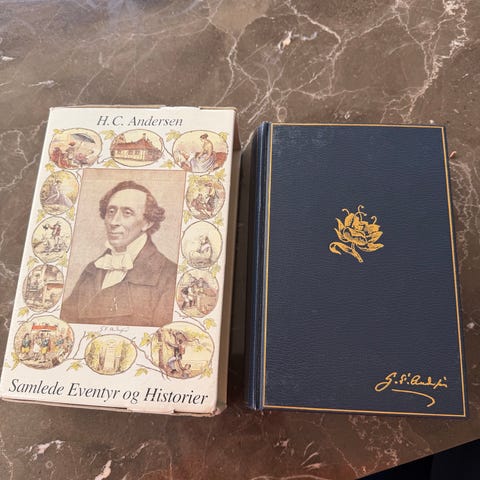 H. C. Andersen
Samlede Eventyr og Historier